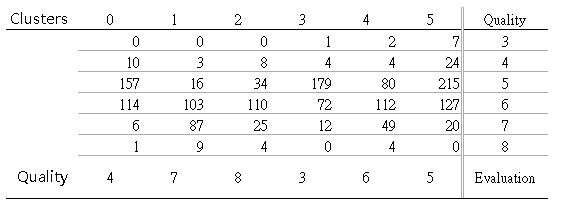 Clusters 0 1 2 3 4 5 Quality
0 0 0 1 2 7 3
10 3 8 4 4 24 4
157 16 34 179 80 215 5
114 103 110 72 112 127 6
6 87 25 12 49 20 7
1 9 4 0 4 0 8
Quality 4 7 8 3 6 5 Evaluation